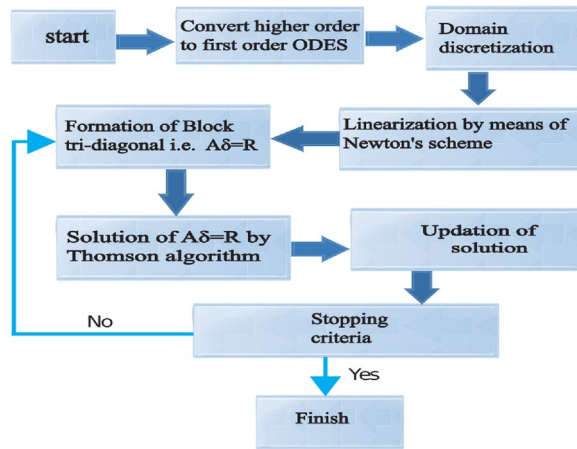 start
Convert higher order
to first order ODES
Domain
discretization
Formation of Block
tri-diagonal i.e. Aδ=R
Linearization by means of
Newton's scheme
Solution of Aδ=R by
Thomson algorithm
Updation of
solution
No
Stopping
criteria
Yes
Finish